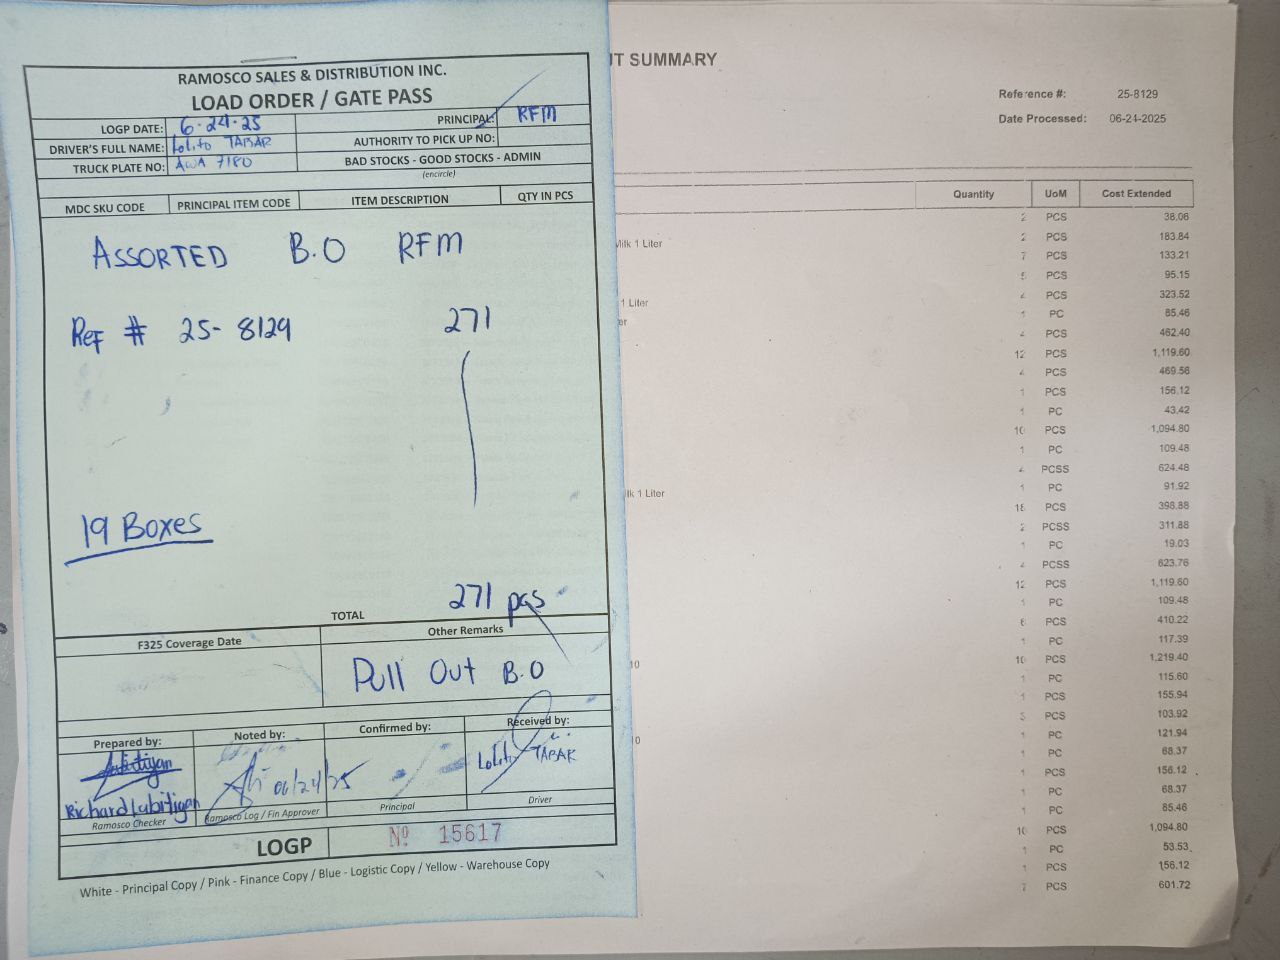 RAMOSCO SALES & DISTRIBUTION INC.
LOAD ORDER / GATE PASS
LOGP DATE: 6-24-25 PRINCIPAL: RFM
DRIVER'S FULL NAME: Lolito TABAR AUTHORITY TO PICK UP NO:
TRUCK PLATE NO: AWA 7180 BAD STOCKS - GOOD STOCKS - ADMIN
(encircle)
MDC SKU CODE PRINCIPAL ITEM CODE ITEM DESCRIPTION QTY IN PCS
ASSORTED B.O RFM
Ref # 25-8129 271
19 Boxes
271 pcs
TOTAL
F325 Coverage Date Other Remarks
Pull Out B.O
Prepared by: Noted by: Confirmed by: Received by:
06/24/25 Lolito TABAR
Richard Lubitigan
Ramosco Checker Ramosco Log / Fin Approver Principal Driver
LOGP Nº 15617
White - Principal Copy / Pink - Finance Copy / Blue - Logistic Copy / Yellow - Warehouse Copy
SUMMARY
Reference #: 25-8129
Date Processed: 06-24-2025
Quantity UoM Cost Extended
2 PCS 38.06
Milk 1 Liter 2 PCS 183.84
7 PCS 133.21
5 PCS 95.15
1 Liter 4 PCS 323.52
1 PC 85.46
4 PCS 462.40
12 PCS 1,119.60
4 PCS 469.56
1 PCS 156.12
1 PC 43.42
10 PCS 1,094.80
1 PC 109.48
4 PCSS 624.48
1 Liter 1 PC 91.92
18 PCS 398.88
2 PCSS 311.88
1 PC 19.03
4 PCSS 623.76
12 PCS 1,119.60
1 PC 109.48
6 PCS 410.22
1 PC 117.39
10 10 PCS 1,219.40
1 PC 115.60
1 PCS 155.94
PCS 103.92
10 1 PC 121.94
1 PC 68.37
1 PCS 156.12
1 PC 68.37
1 PC 85.46
10 PCS 1,094.80
1 PC 53.53
1 PCS 156.12
7 PCS 601.72